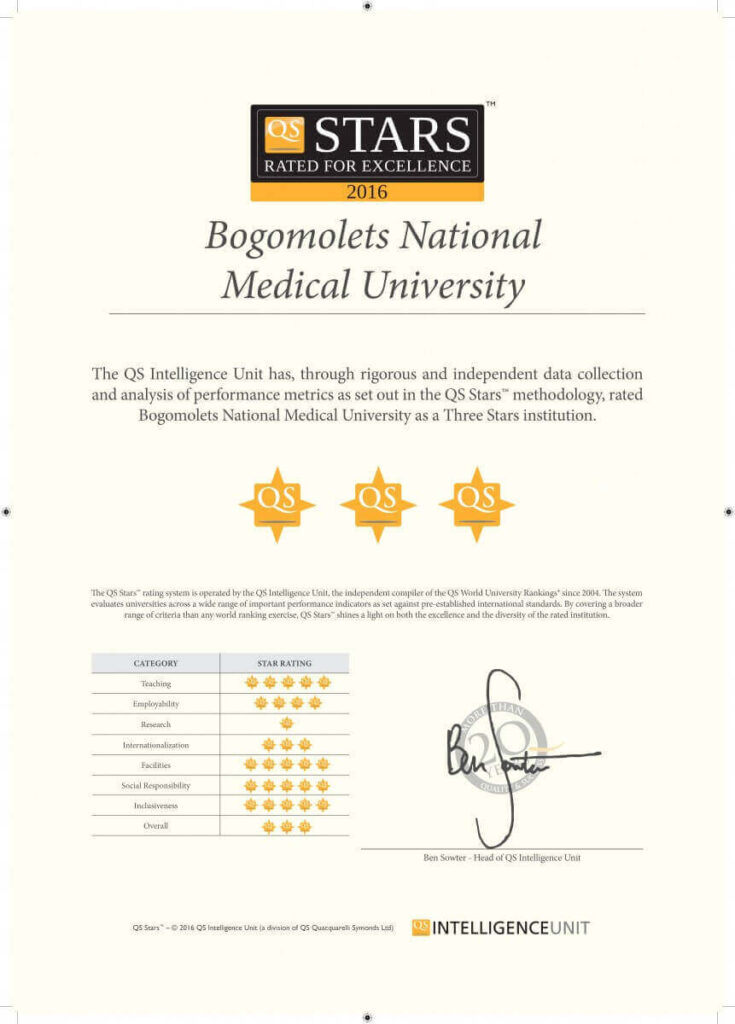 QS STARS ™
RATED FOR EXCELLENCE
2016
Bogomolets National
Medical University
The QS Intelligence Unit has, through rigorous and independent data collection
and analysis of performance metrics as set out in the QS Stars™ methodology, rated
Bogomolets National Medical University as a Three Stars institution.
QS QS QS
The QS Stars™ rating system is operated by the QS Intelligence Unit, the independent compiler of the QS World University Rankings® since 2004. The system
evaluates universities across a wide range of important performance indicators as set against pre-established international standards. By covering a broader
range of criteria than any world ranking exercise, QS Stars™ shines a light on both the excellence and the diversity of the rated institution.
CATEGORY STAR RATING
Teaching
Employability
Research
Internationalization
Facilities
Social Responsibility
Inclusiveness
Overall
MORE THAN
20
Ben Sowter
Ben Sowter - Head of QS Intelligence Unit
QS Stars™ – © 2016 QS Intelligence Unit (a division of QS Quacquarelli Symonds Ltd)
QS INTELLIGENCEUNIT